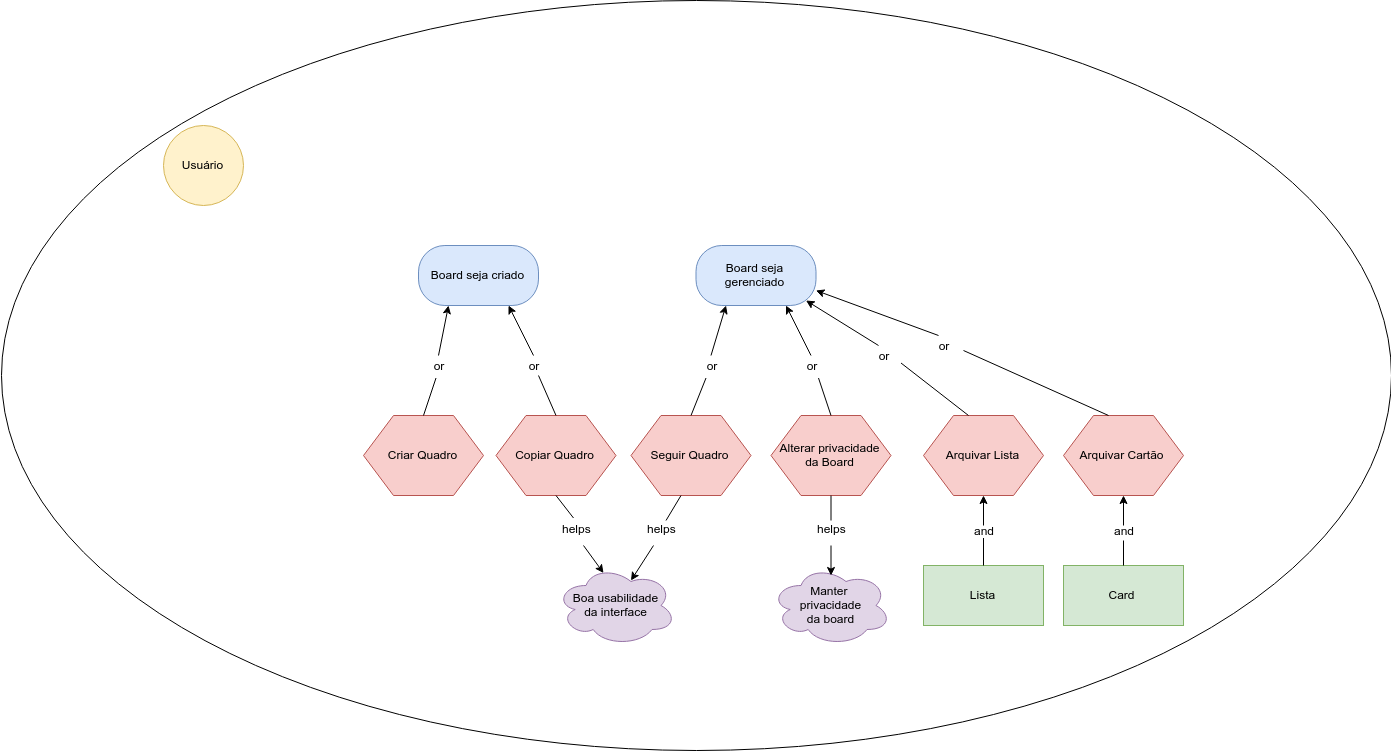 Usuário
Board seja criado
Board seja
gerenciado
or
or
or
or
or
or
Criar Quadro
Copiar Quadro
Seguir Quadro
Alterar privacidade
da Board
Arquivar Lista
Arquivar Cartão
helps
helps
helps
and
and
Boa usabilidade
da interface
Manter
privacidade
da board
Lista
Card